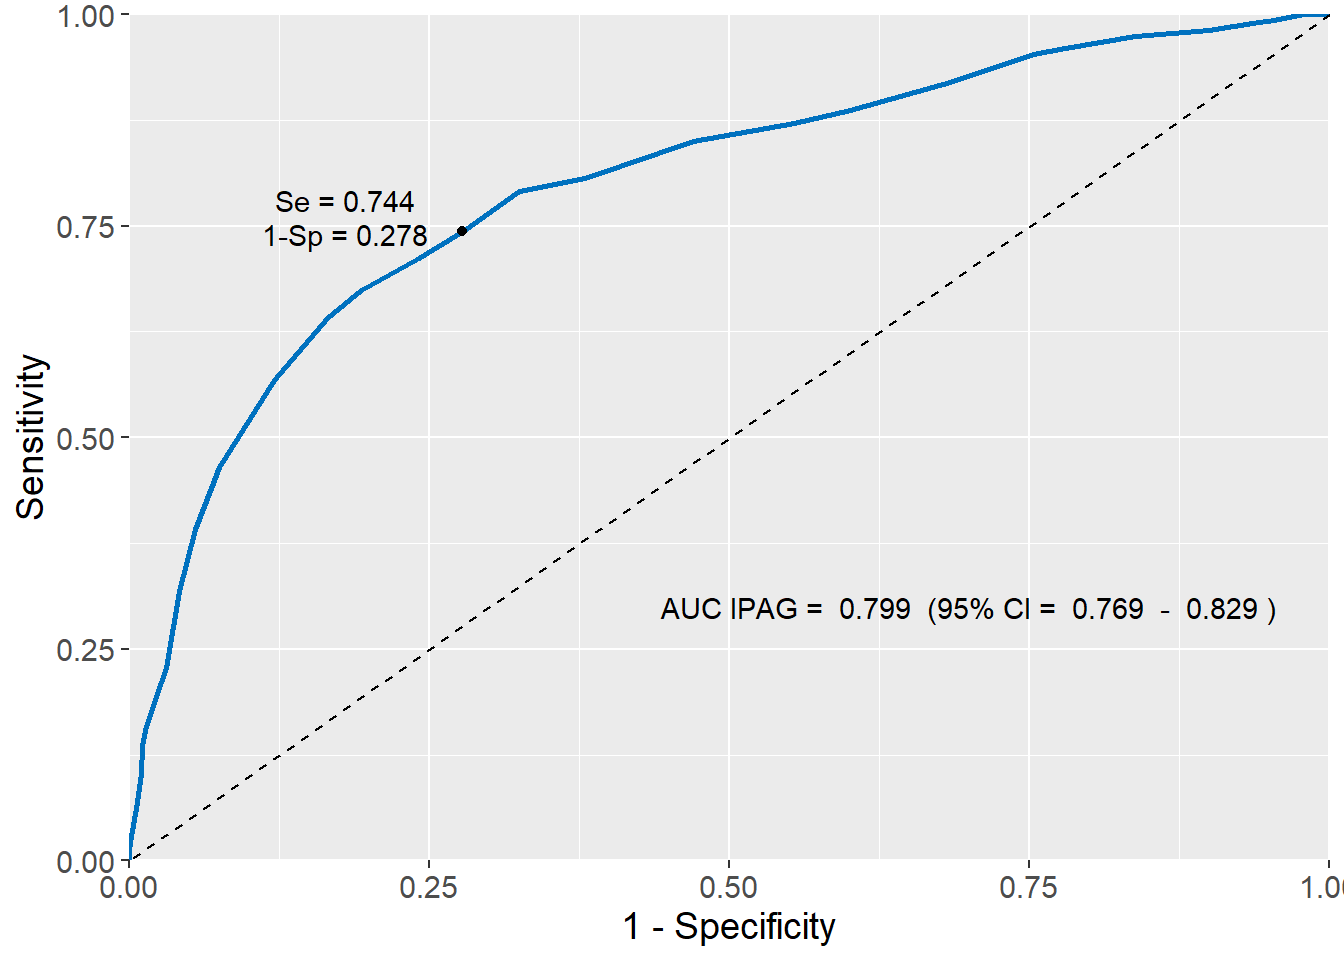 1.00
Se = 0.744
1-Sp = 0.278
0.75
Sensitivity
0.50
AUC IPAG =  0.799  (95% CI =  0.769  -  0.829 )
0.25
0.00
0.00 0.25 0.50 0.75 1.00
1 - Specificity